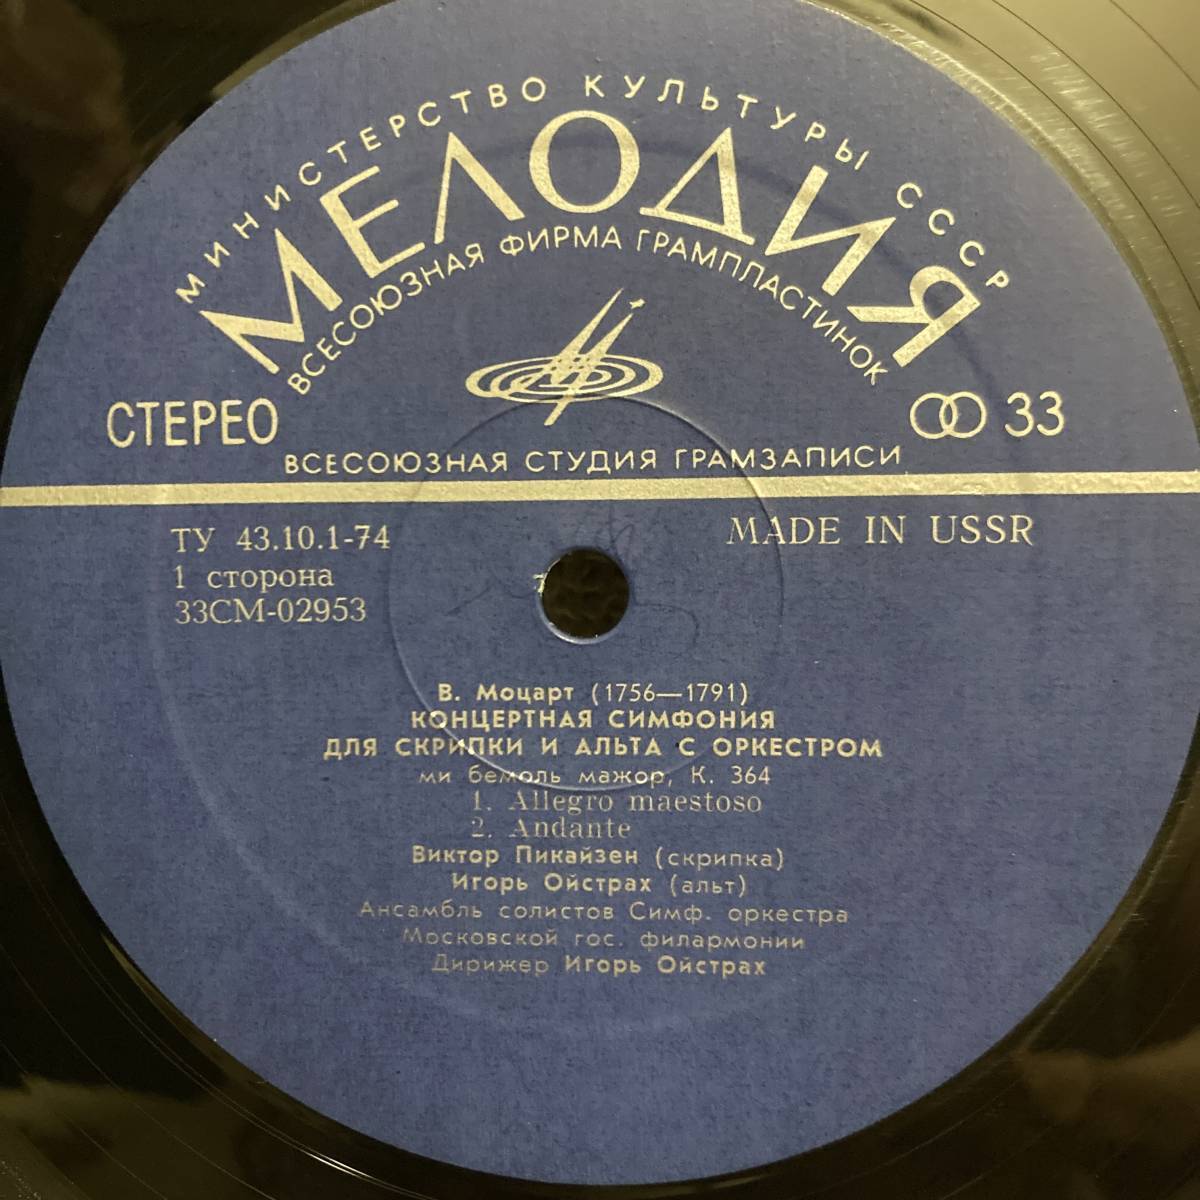 МИНИСТЕРСТВО КУЛЬТУРЫ СССР
МЕЛОДИЯ
ВСЕСОЮЗНАЯ ФИРМА ГРАМПЛАСТИНОК
СТЕРЕО
33
ВСЕСОЮЗНАЯ СТУДИЯ ГРАМЗАПИСИ
ТУ 43.10.1-74
MADE IN USSR
1 сторона
33СМ-02953
В. Моцарт (1756—1791)
КОНЦЕРТНАЯ СИМФОНИЯ
ДЛЯ СКРИПКИ И АЛЬТА С ОРКЕСТРОМ
ми бемоль мажор, К. 364
1. Allegro maestoso
2. Andante
Виктор Пикайзен (скрипка)
Игорь Ойстрах (альт)
Ансамбль солистов Симф. оркестра
Московской гос. филармонии
Дирижер Игорь Ойстрах